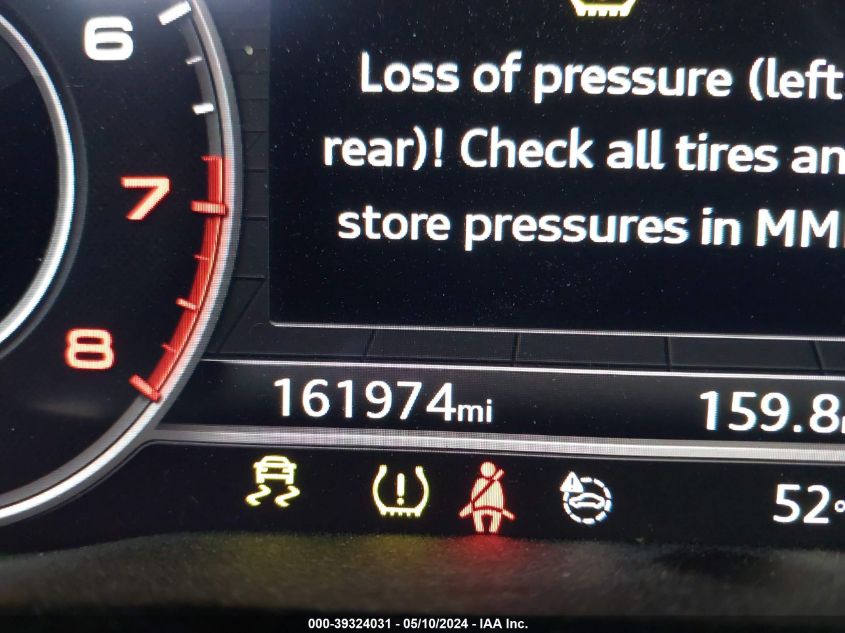 6
7
8
Loss of pressure (left
rear)! Check all tires an
store pressures in MM
161974mi
159.8
52°
000-39324031 - 05/10/2024 - IAA Inc.